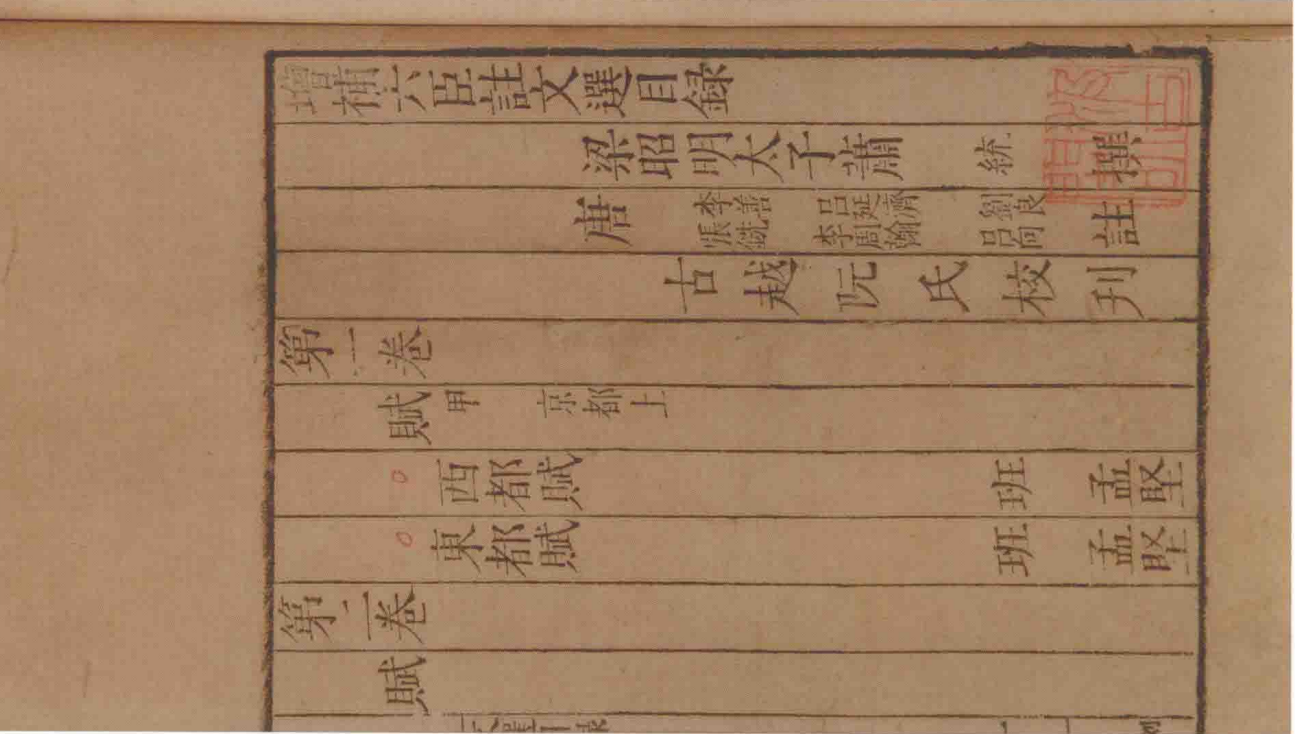 增補六臣註文選目録
梁昭明太子蕭 統 撰
唐 李善 呂延濟 劉良 張銑 李周翰 呂向 註
古越阮氏校刋
第一卷
賦甲 京都上
西都賦 班孟堅
東都賦 班孟堅
第二卷
賦